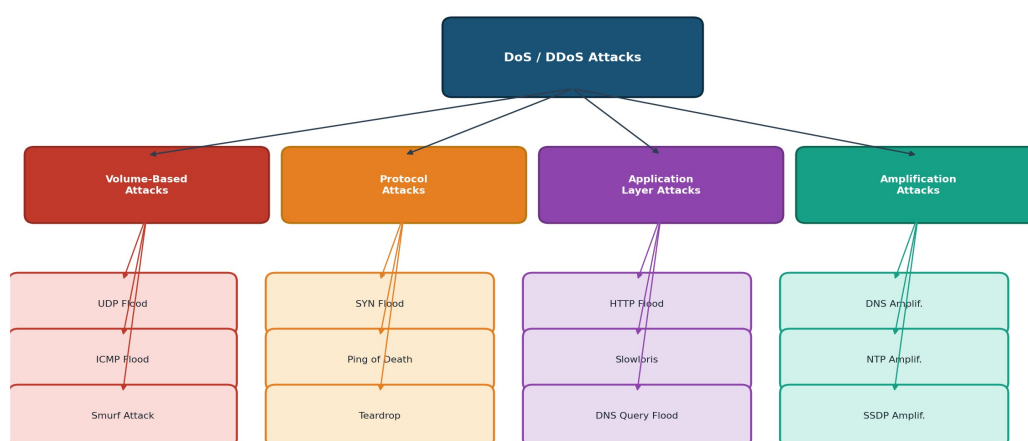 DoS / DDoS Attacks
Volume-Based
Attacks
Protocol
Attacks
Application
Layer Attacks
Amplification
Attacks
UDP Flood
SYN Flood
HTTP Flood
DNS Amplif.
ICMP Flood
Ping of Death
Slowloris
NTP Amplif.
Smurf Attack
Teardrop
DNS Query Flood
SSDP Amplif.